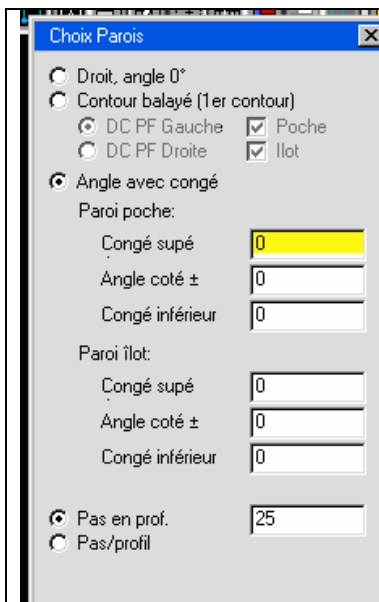 Choix Parois
Droit, angle 0°
Contour balayé (1er contour)
DC PF Gauche Poche
DC PF Droite Ilot
Angle avec congé
Paroi poche:
Congé supé 0
Angle coté ± 0
Congé inférieur 0
Paroi îlot:
Congé supé 0
Angle coté ± 0
Congé inférieur 0
Pas en prof. 25
Pas/profil